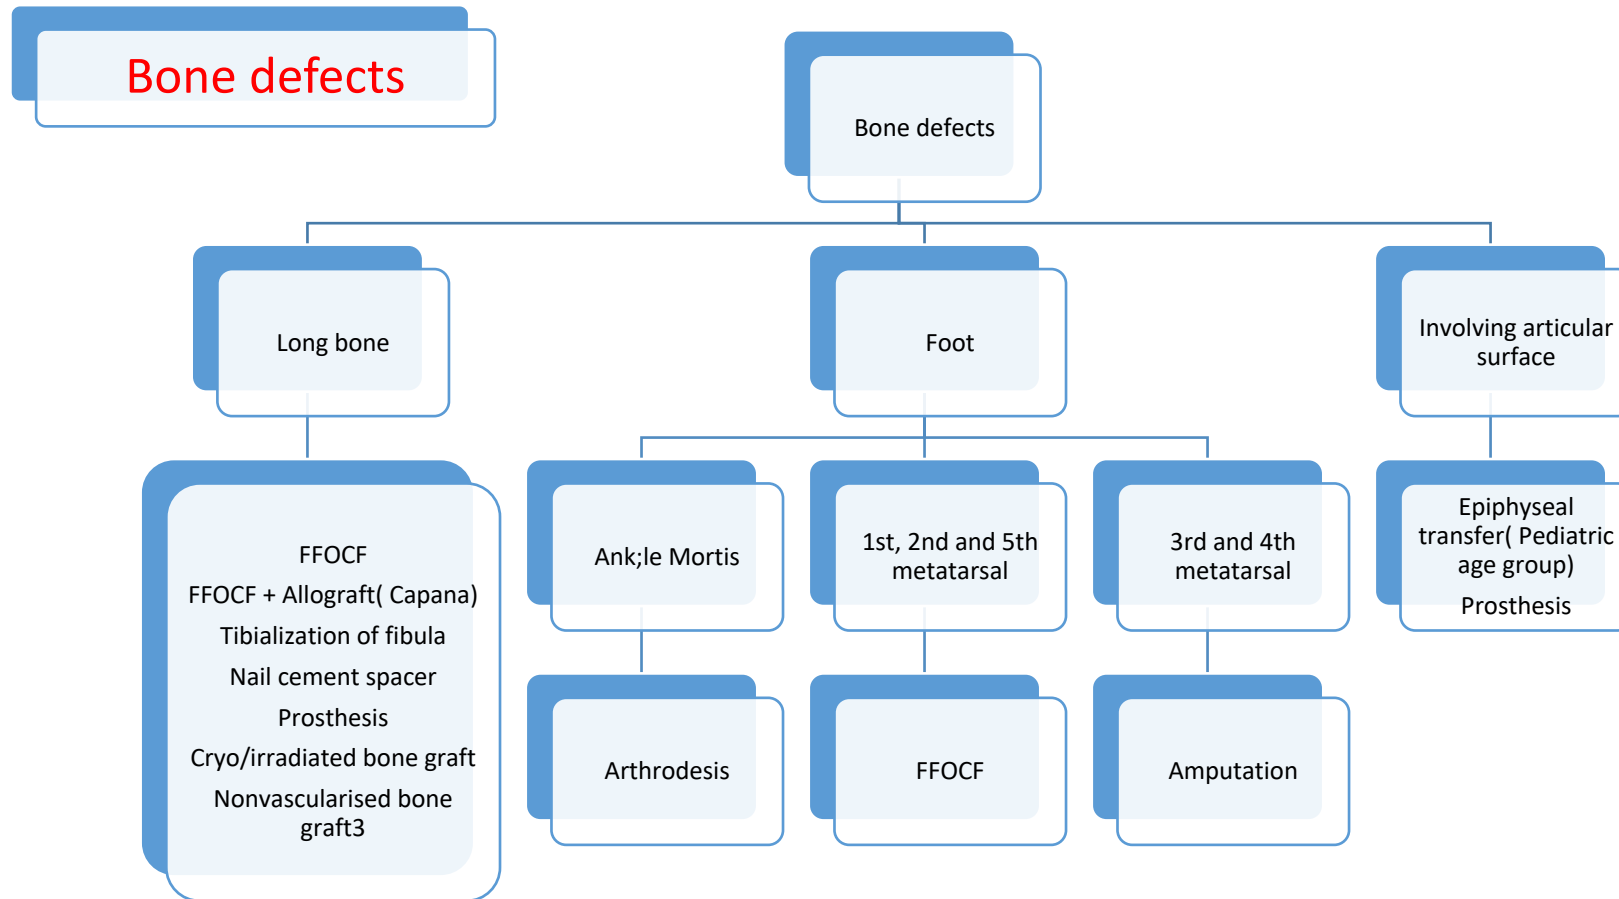 Bone defects
Bone defects
Long bone
Foot
Involving articular
surface
FFOCF
FFOCF + Allograft( Capana)
Tibialization of fibula
Nail cement spacer
Prosthesis
Cryo/irradiated bone graft
Nonvascularised bone
graft3
Ank;le Mortis
1st, 2nd and 5th
metatarsal
3rd and 4th
metatarsal
Epiphyseal
transfer( Pediatric
age group)
Prosthesis
Arthrodesis
FFOCF
Amputation